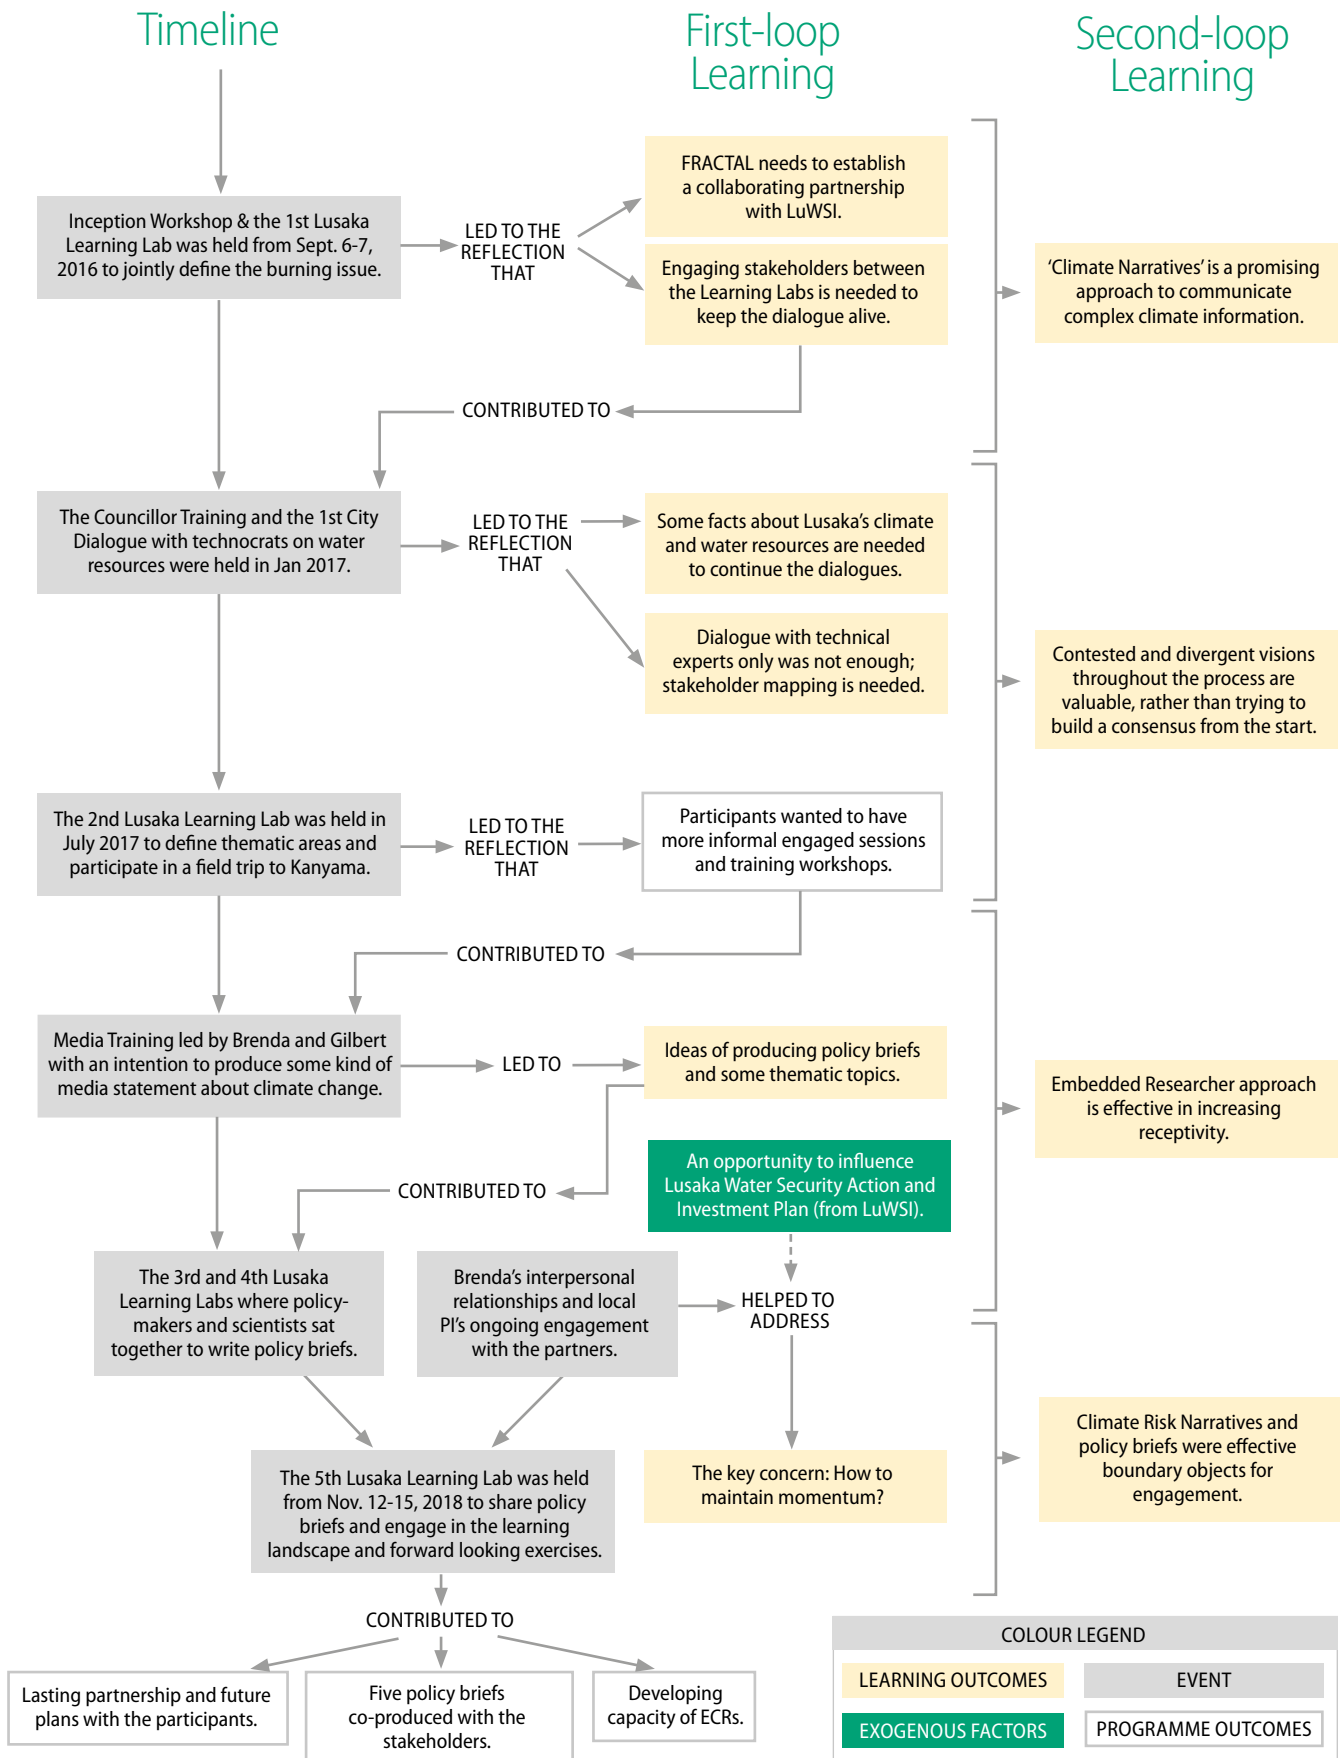 Timeline
First-loop
Learning
Second-loop
Learning
Inception Workshop & the 1st Lusaka
Learning Lab was held from Sept. 6-7,
2016 to jointly define the burning issue.
LED TO THE
REFLECTION
THAT
FRACTAL needs to establish
a collaborating partnership
with LuWSI.
Engaging stakeholders between
the Learning Labs is needed to
keep the dialogue alive.
'Climate Narratives' is a promising
approach to communicate
complex climate information.
CONTRIBUTED TO
The Councillor Training and the 1st City
Dialogue with technocrats on water
resources were held in Jan 2017.
LED TO THE
REFLECTION
THAT
Some facts about Lusaka's climate
and water resources are needed
to continue the dialogues.
Dialogue with technical
experts only was not enough;
stakeholder mapping is needed.
Contested and divergent visions
throughout the process are
valuable, rather than trying to
build a consensus from the start.
The 2nd Lusaka Learning Lab was held in
July 2017 to define thematic areas and
participate in a field trip to Kanyama.
LED TO THE
REFLECTION
THAT
Participants wanted to have
more informal engaged sessions
and training workshops.
CONTRIBUTED TO
Media Training led by Brenda and Gilbert
with an intention to produce some kind of
media statement about climate change.
LED TO
Ideas of producing policy briefs
and some thematic topics.
Embedded Researcher approach
is effective in increasing
receptivity.
CONTRIBUTED TO
An opportunity to influence
Lusaka Water Security Action and
Investment Plan (from LuWSI).
The 3rd and 4th Lusaka
Learning Labs where policy-
makers and scientists sat
together to write policy briefs.
Brenda's interpersonal
relationships and local
PI's ongoing engagement
with the partners.
HELPED TO
ADDRESS
The 5th Lusaka Learning Lab was held
from Nov. 12-15, 2018 to share policy
briefs and engage in the learning
landscape and forward looking exercises.
The key concern: How to
maintain momentum?
Climate Risk Narratives and
policy briefs were effective
boundary objects for
engagement.
CONTRIBUTED TO
Lasting partnership and future
plans with the participants.
Five policy briefs
co-produced with the
stakeholders.
Developing
capacity of ECRs.
COLOUR LEGEND
LEARNING OUTCOMES
EVENT
EXOGENOUS FACTORS
PROGRAMME OUTCOMES